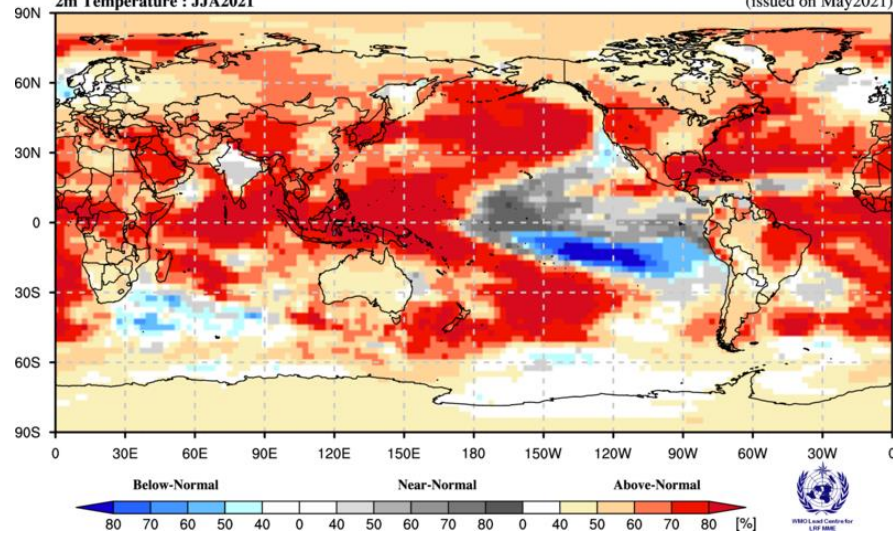 2m Temperature : JJA2021 (issued on May2021)
90N
60N
30N
0
30S
60S
90S
0 30E 60E 90E 120E 150E 180 150W 120W 90W 60W 30W 0
Below-Normal Near-Normal Above-Normal
80 70 60 50 40 0 40 50 60 70 80 0 40 50 60 70 80 [%]
WMO Lead Centre for
LRF MME